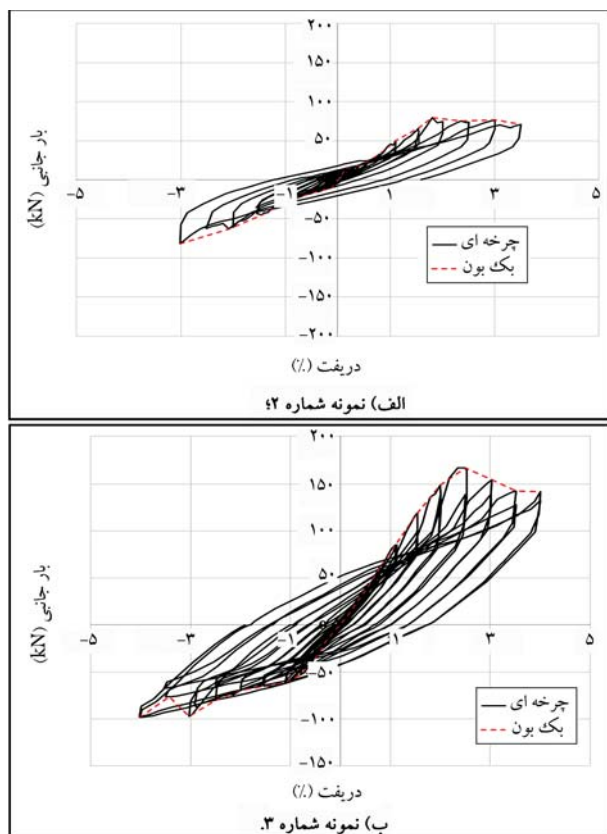 ۲۰۰
۱۵۰
۱۰۰
۵۰
۰
-۵ -۳ -۱ ۱ ۳ ۵
-۵۰
-۱۰۰
-۱۵۰
-۲۰۰
بار جانبی (kN)
چرخه ای
بک بون
دریفت (٪)
الف) نمونه شماره ۲؛
۲۰۰
۱۵۰
۱۰۰
۵۰
-۵ -۳ -۱ ۱ ۳ ۵
-۵۰
-۱۰۰
-۱۵۰
بار جانبی (kN)
چرخه ای
بک بون
دریفت (٪)
ب) نمونه شماره ۳.